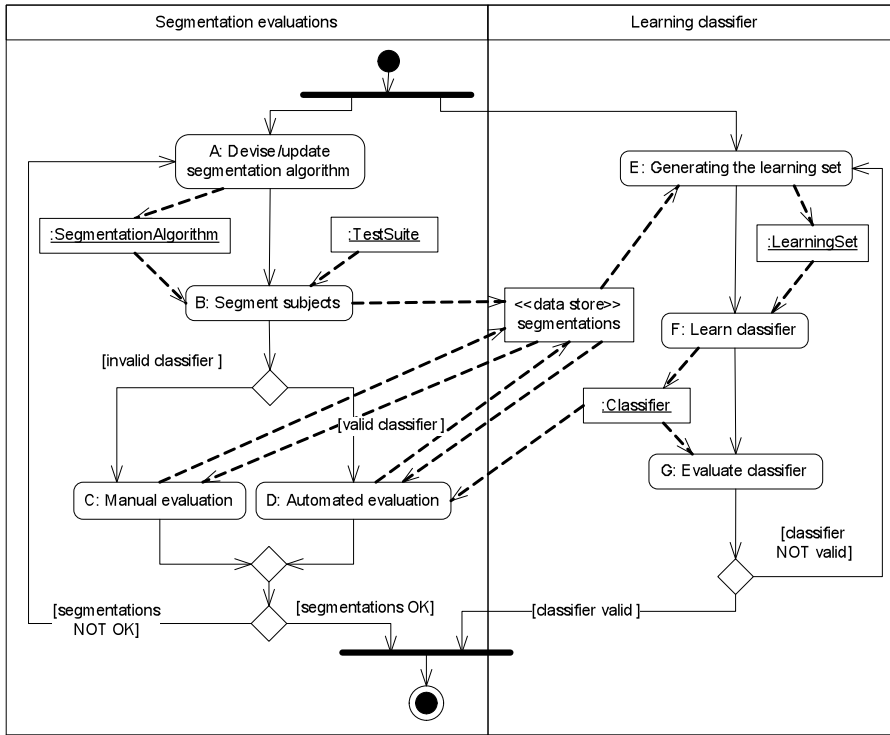 Segmentation evaluations
Learning classifier
A: Devise/update
segmentation algorithm
E: Generating the learning set
:SegmentationAlgorithm
:TestSuite
:LearningSet
B: Segment subjects
<<data store>>
segmentations
F: Learn classifier
[invalid classifier ]
:Classifier
[valid classifier]
G: Evaluate classifier
C: Manual evaluation
D: Automated evaluation
[classifier
NOT valid]
[segmentations
NOT OK]
[segmentations OK]
[classifier valid ]